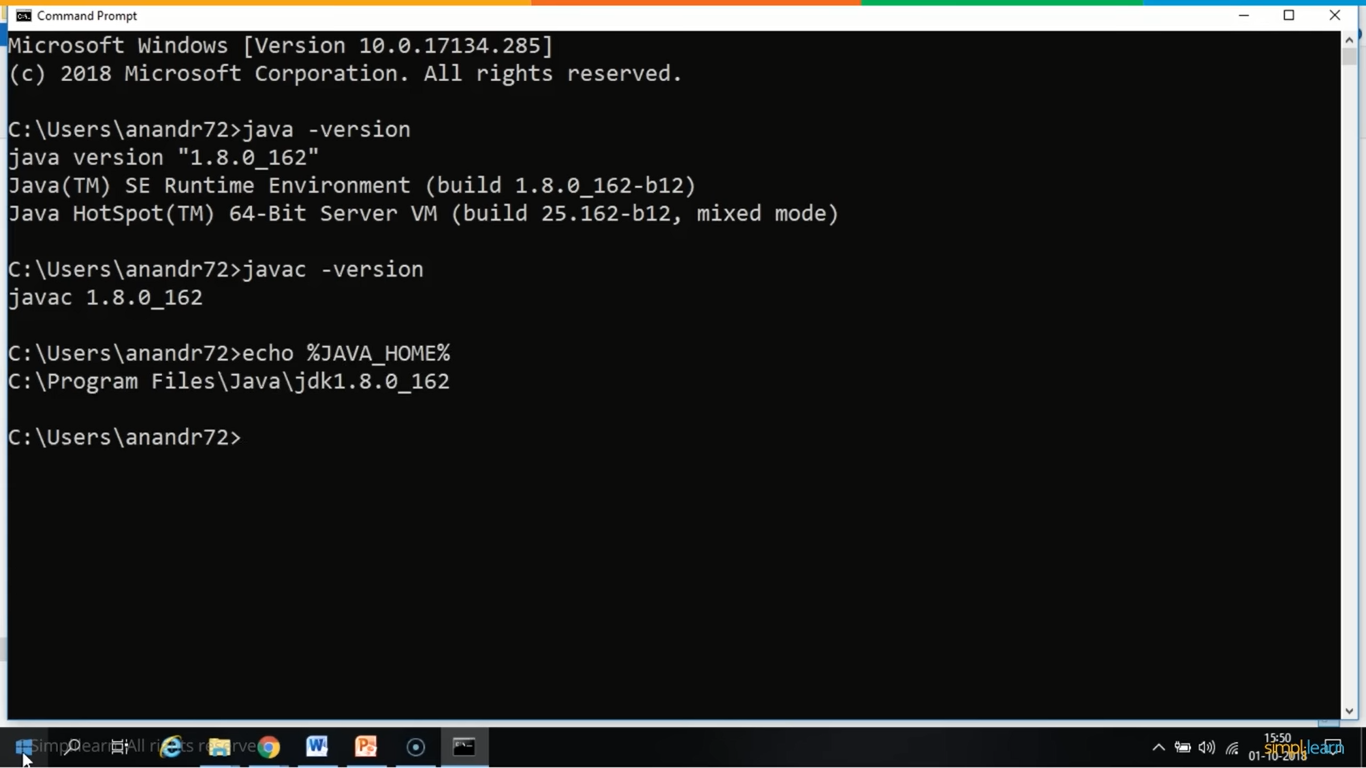 Command Prompt
Microsoft Windows [Version 10.0.17134.285]
(c) 2018 Microsoft Corporation. All rights reserved.
C:\Users\anandr72>java -version
java version "1.8.0_162"
Java(TM) SE Runtime Environment (build 1.8.0_162-b12)
Java HotSpot(TM) 64-Bit Server VM (build 25.162-b12, mixed mode)
C:\Users\anandr72>javac -version
javac 1.8.0_162
C:\Users\anandr72>echo %JAVA_HOME%
C:\Program Files\Java\jdk1.8.0_162
C:\Users\anandr72>
15:50
Simplilearn. All rights reserved.
simplilearn
01-10-2018